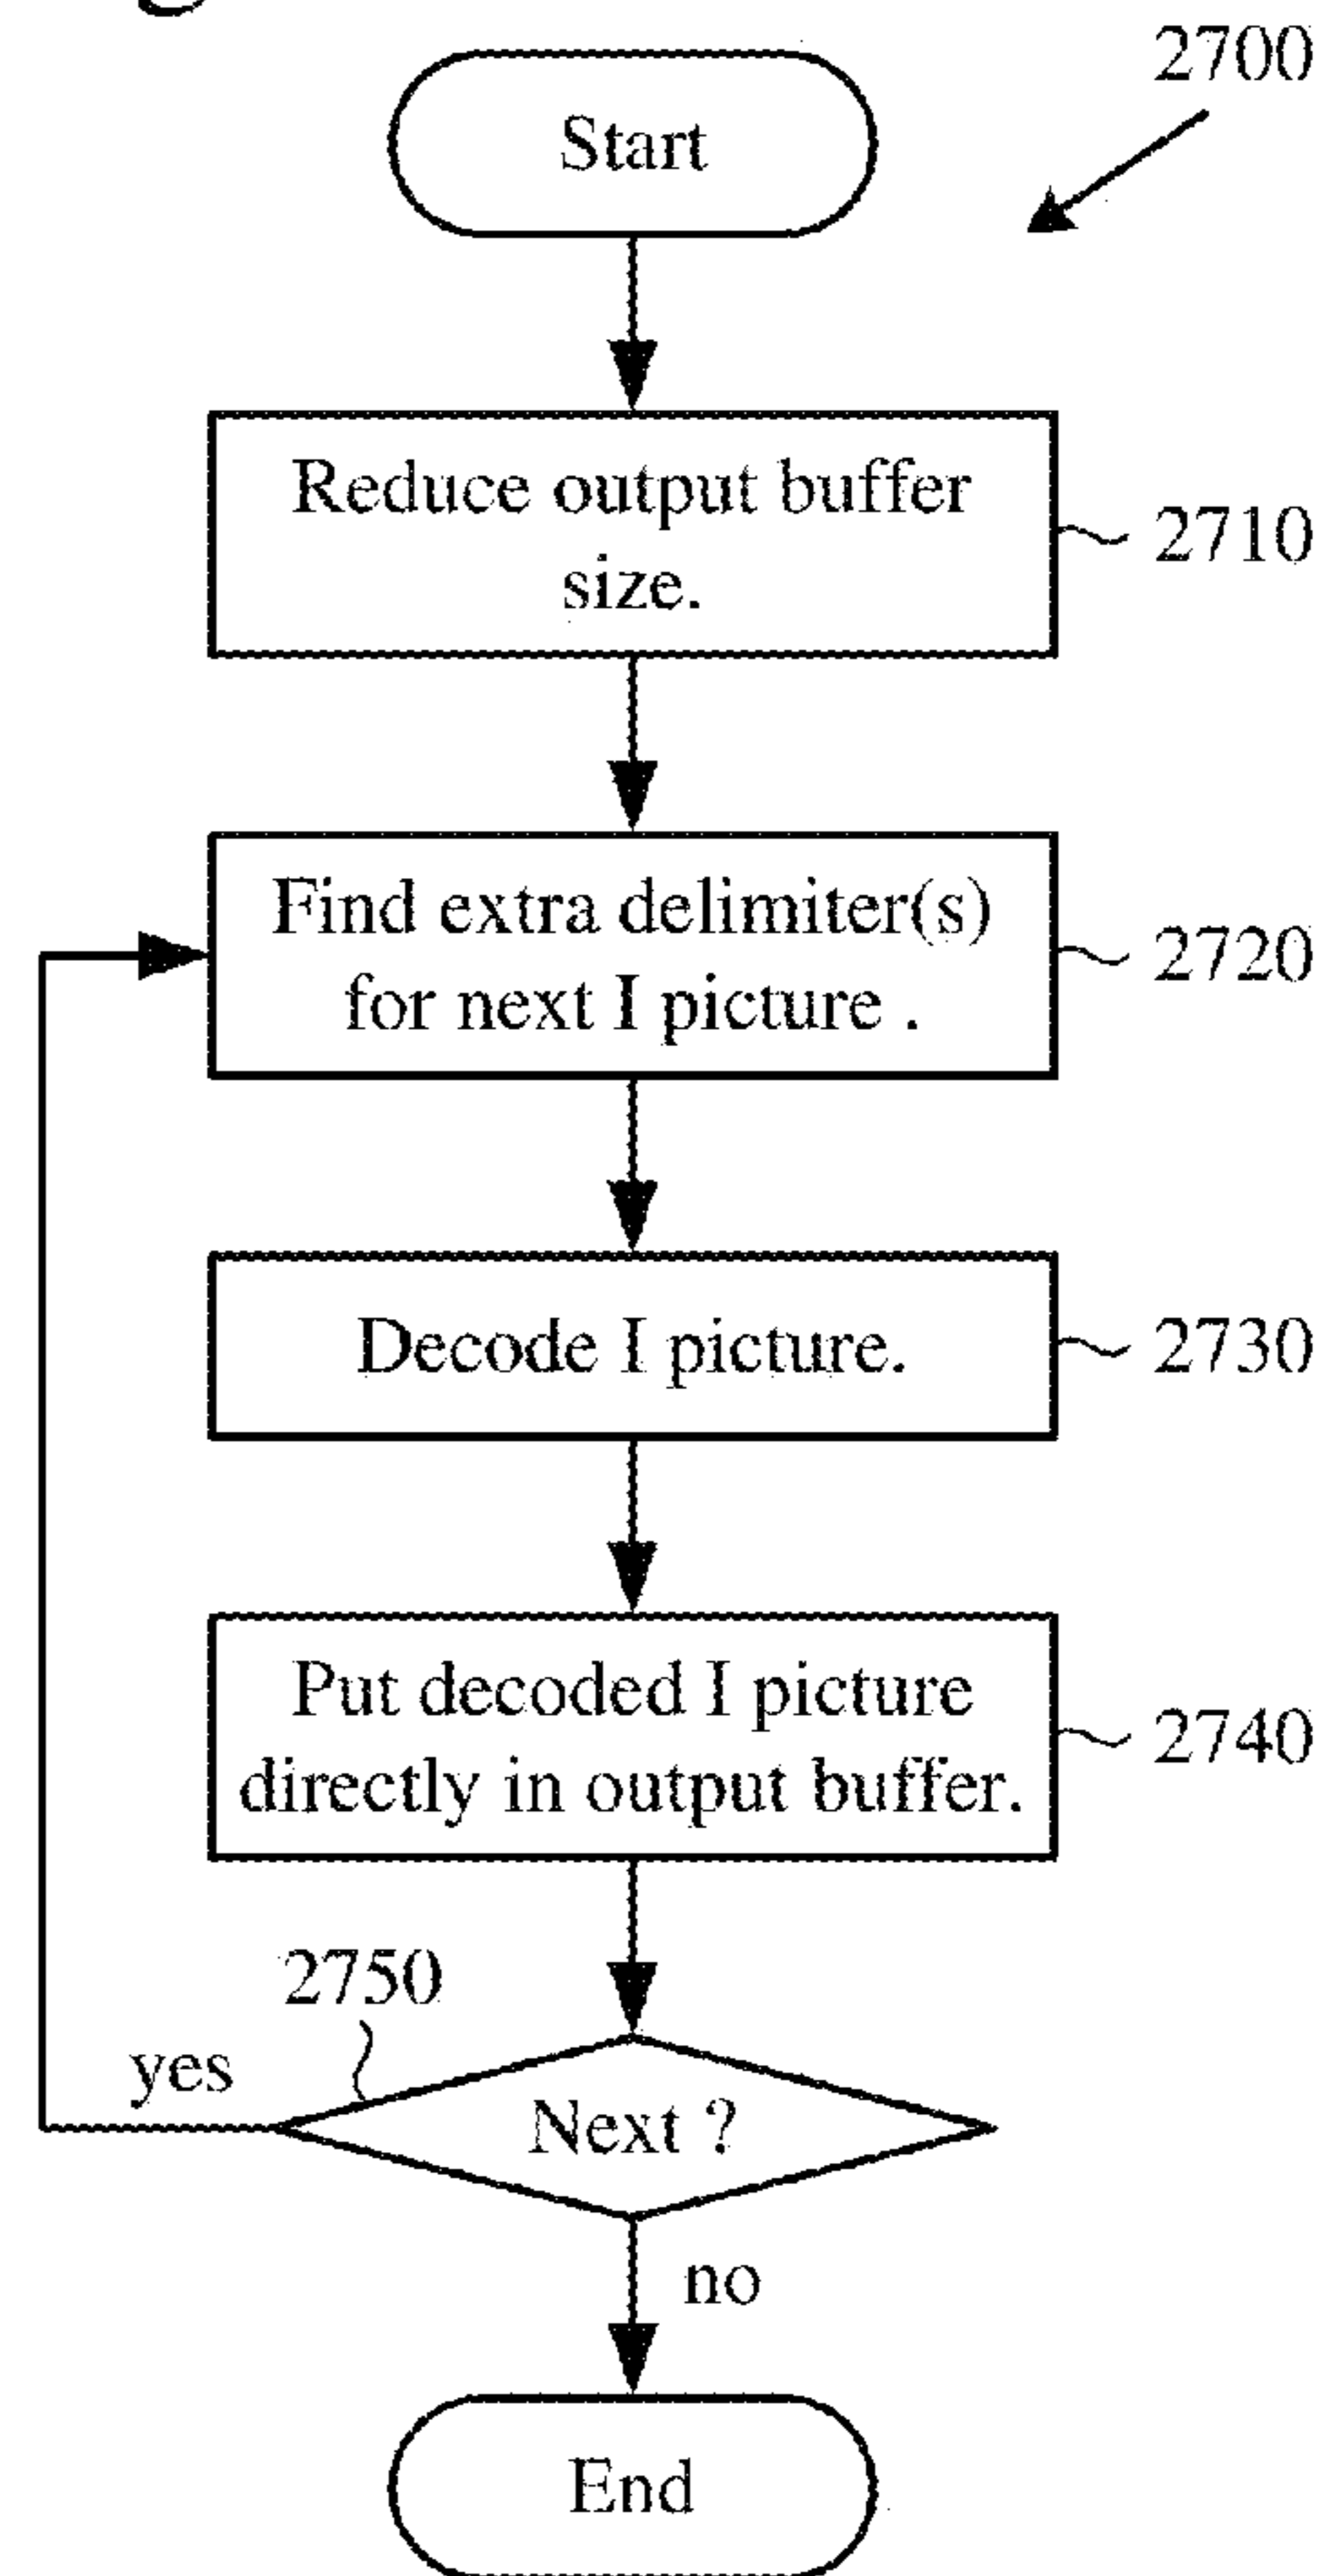 2700
Start
Reduce output buffer
size.
2710
Find extra delimiter(s)
for next I picture .
2720
Decode I picture.
2730
Put decoded I picture
directly in output buffer.
2740
2750
yes
Next ?
no
End